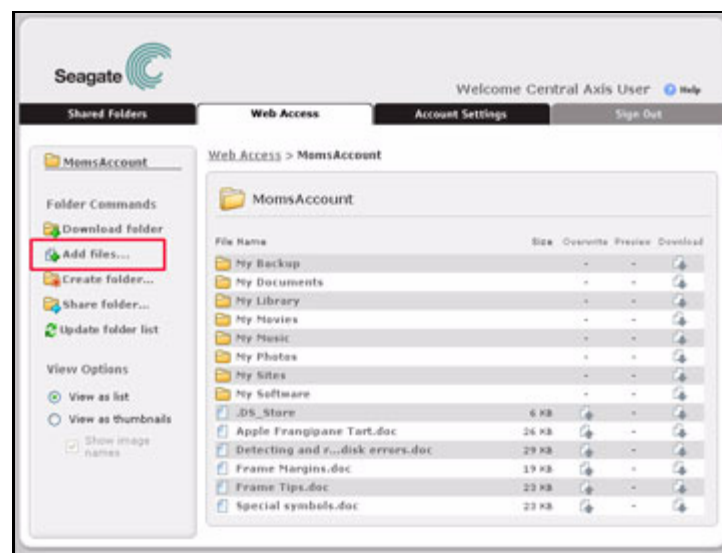 Seagate
Welcome Central Axis User Help
Shared Folders Web Access Account Settings Sign Out
MomsAccount
Folder Commands
Download folder
Add files...
Create folder...
Share folder...
Update folder list
View Options
View as list
View as thumbnails
Show image names
Web Access > MomsAccount
MomsAccount
File Name Size Overwrite Preview Download
My Backup - -
My Documents - -
My Library - -
My Movies - -
My Music - -
My Photos - -
My Sites - -
My Software - -
.DS_Store 6 KB -
Apple Frangipane Tart.doc 26 KB -
Detecting and r...disk errors.doc 29 KB -
Frame Margins.doc 19 KB -
Frame Tips.doc 23 KB -
Special symbols.doc 23 KB -